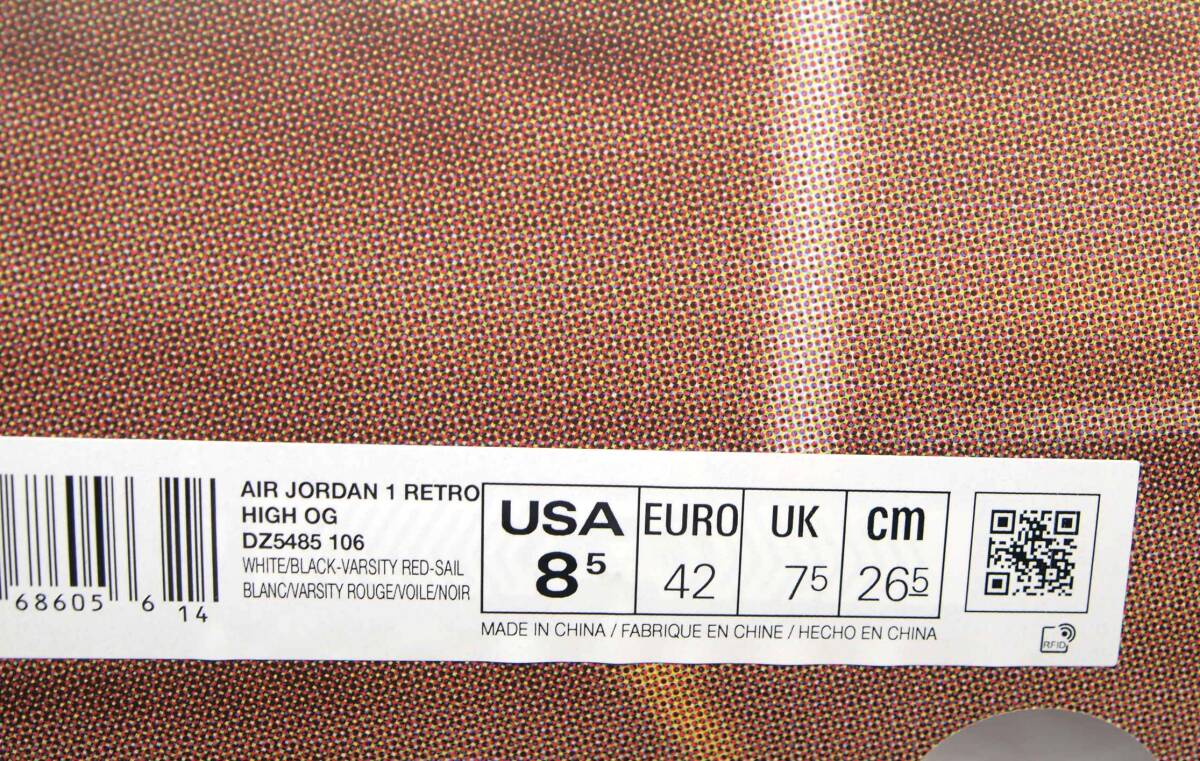 AIR JORDAN 1 RETRO
HIGH OG
DZ5485 106
WHITE/BLACK-VARSITY RED-SAIL
BLANC/VARSITY ROUGE/VOILE/NOIR
68605 6 14
USA EURO UK cm
8⁵ 42 7⁵ 26⁵
MADE IN CHINA / FABRIQUE EN CHINE / HECHO EN CHINA
RFID